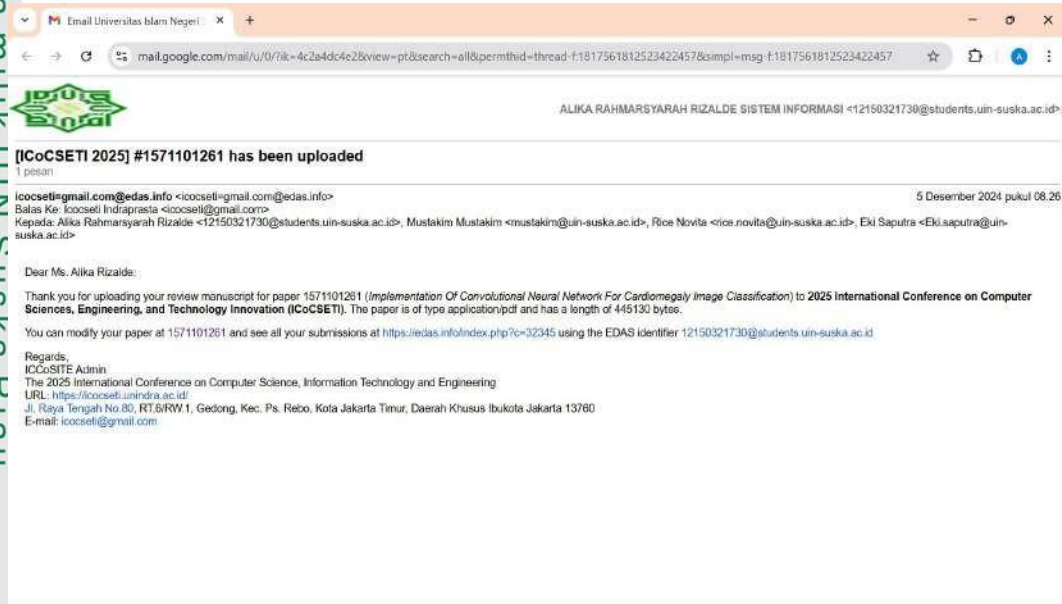 Email Universitas Islam Negeri
mail.google.com/mail/u/0/?ik=4c2a4dc4e2&view=pt&search=all&permthid=thread-f:1817561812523422457&simpl=msg-f:1817561812523422457
ALIKA RAHMARSYARAH RIZALDE SISTEM INFORMASI <12150321730@students.uin-suska.ac.id>
[ICoCSETI 2025] #1571101261 has been uploaded
1 pesan
icocseti=gmail.com@edas.info <icocseti=gmail.com@edas.info>
5 Desember 2024 pukul 08.26
Balas Ke: Icocseti Indraprasta <icocseti@gmail.com>
Kepada: Alika Rahmarsyarah Rizalde <12150321730@students.uin-suska.ac.id>, Mustakim Mustakim <mustakim@uin-suska.ac.id>, Rice Novita <rice.novita@uin-suska.ac.id>, Eki Saputra <Eki.saputra@uin-
suska.ac.id>
Dear Ms. Alika Rizalde:
Thank you for uploading your review manuscript for paper 1571101261 (Implementation Of Convolutional Neural Network For Cardiomegaly Image Classification) to 2025 International Conference on Computer
Sciences, Engineering, and Technology Innovation (ICoCSETI). The paper is of type application/pdf and has a length of 445130 bytes.
You can modify your paper at 1571101261 and see all your submissions at https://edas.info/index.php?c=32345 using the EDAS identifier 12150321730@students.uin-suska.ac.id
Regards,
ICCoSITE Admin
The 2025 International Conference on Computer Science, Information Technology and Engineering
URL: https://icocseti.unindra.ac.id/
Jl. Raya Tengah No.80, RT.6/RW.1, Gedong, Kec. Ps. Rebo, Kota Jakarta Timur, Daerah Khusus Ibukota Jakarta 13760
E-mail: icocseti@gmail.com